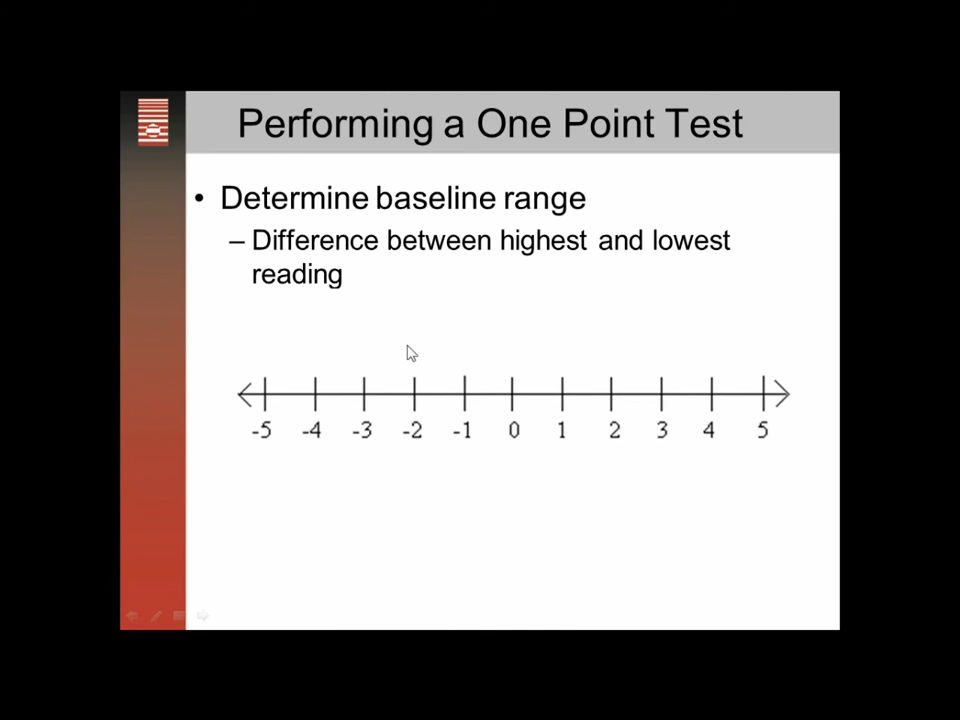 Performing a One Point Test
• Determine baseline range
– Difference between highest and lowest
reading
-5 -4 -3 -2 -1 0 1 2 3 4 5